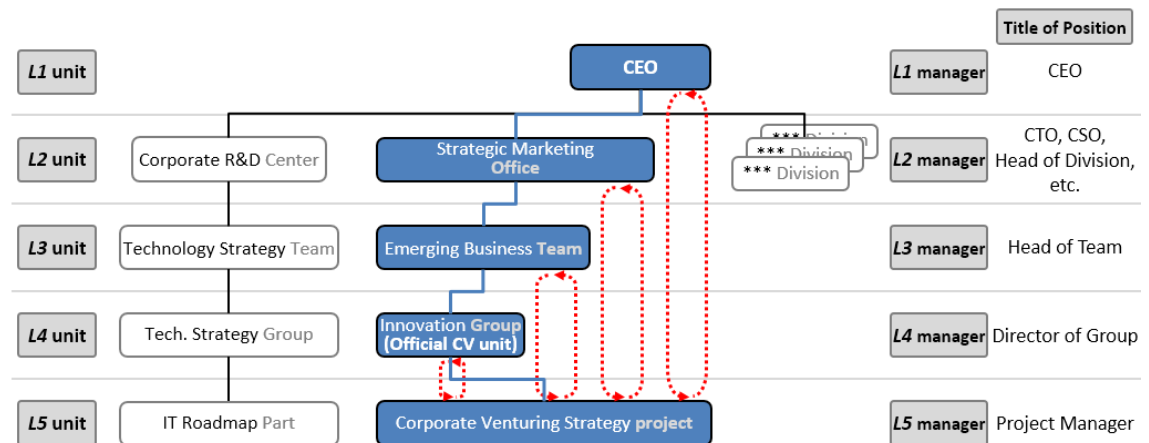 Title of Position
L1 unit
CEO
L1 manager
CEO
L2 unit
Corporate R&D Center
Strategic Marketing
Office
*** Division
*** Division
*** Division
L2 manager
CTO, CSO,
Head of Division,
etc.
L3 unit
Technology Strategy Team
Emerging Business Team
L3 manager
Head of Team
L4 unit
Tech. Strategy Group
Innovation Group
(Official CV unit)
L4 manager
Director of Group
L5 unit
IT Roadmap Part
Corporate Venturing Strategy project
L5 manager
Project Manager